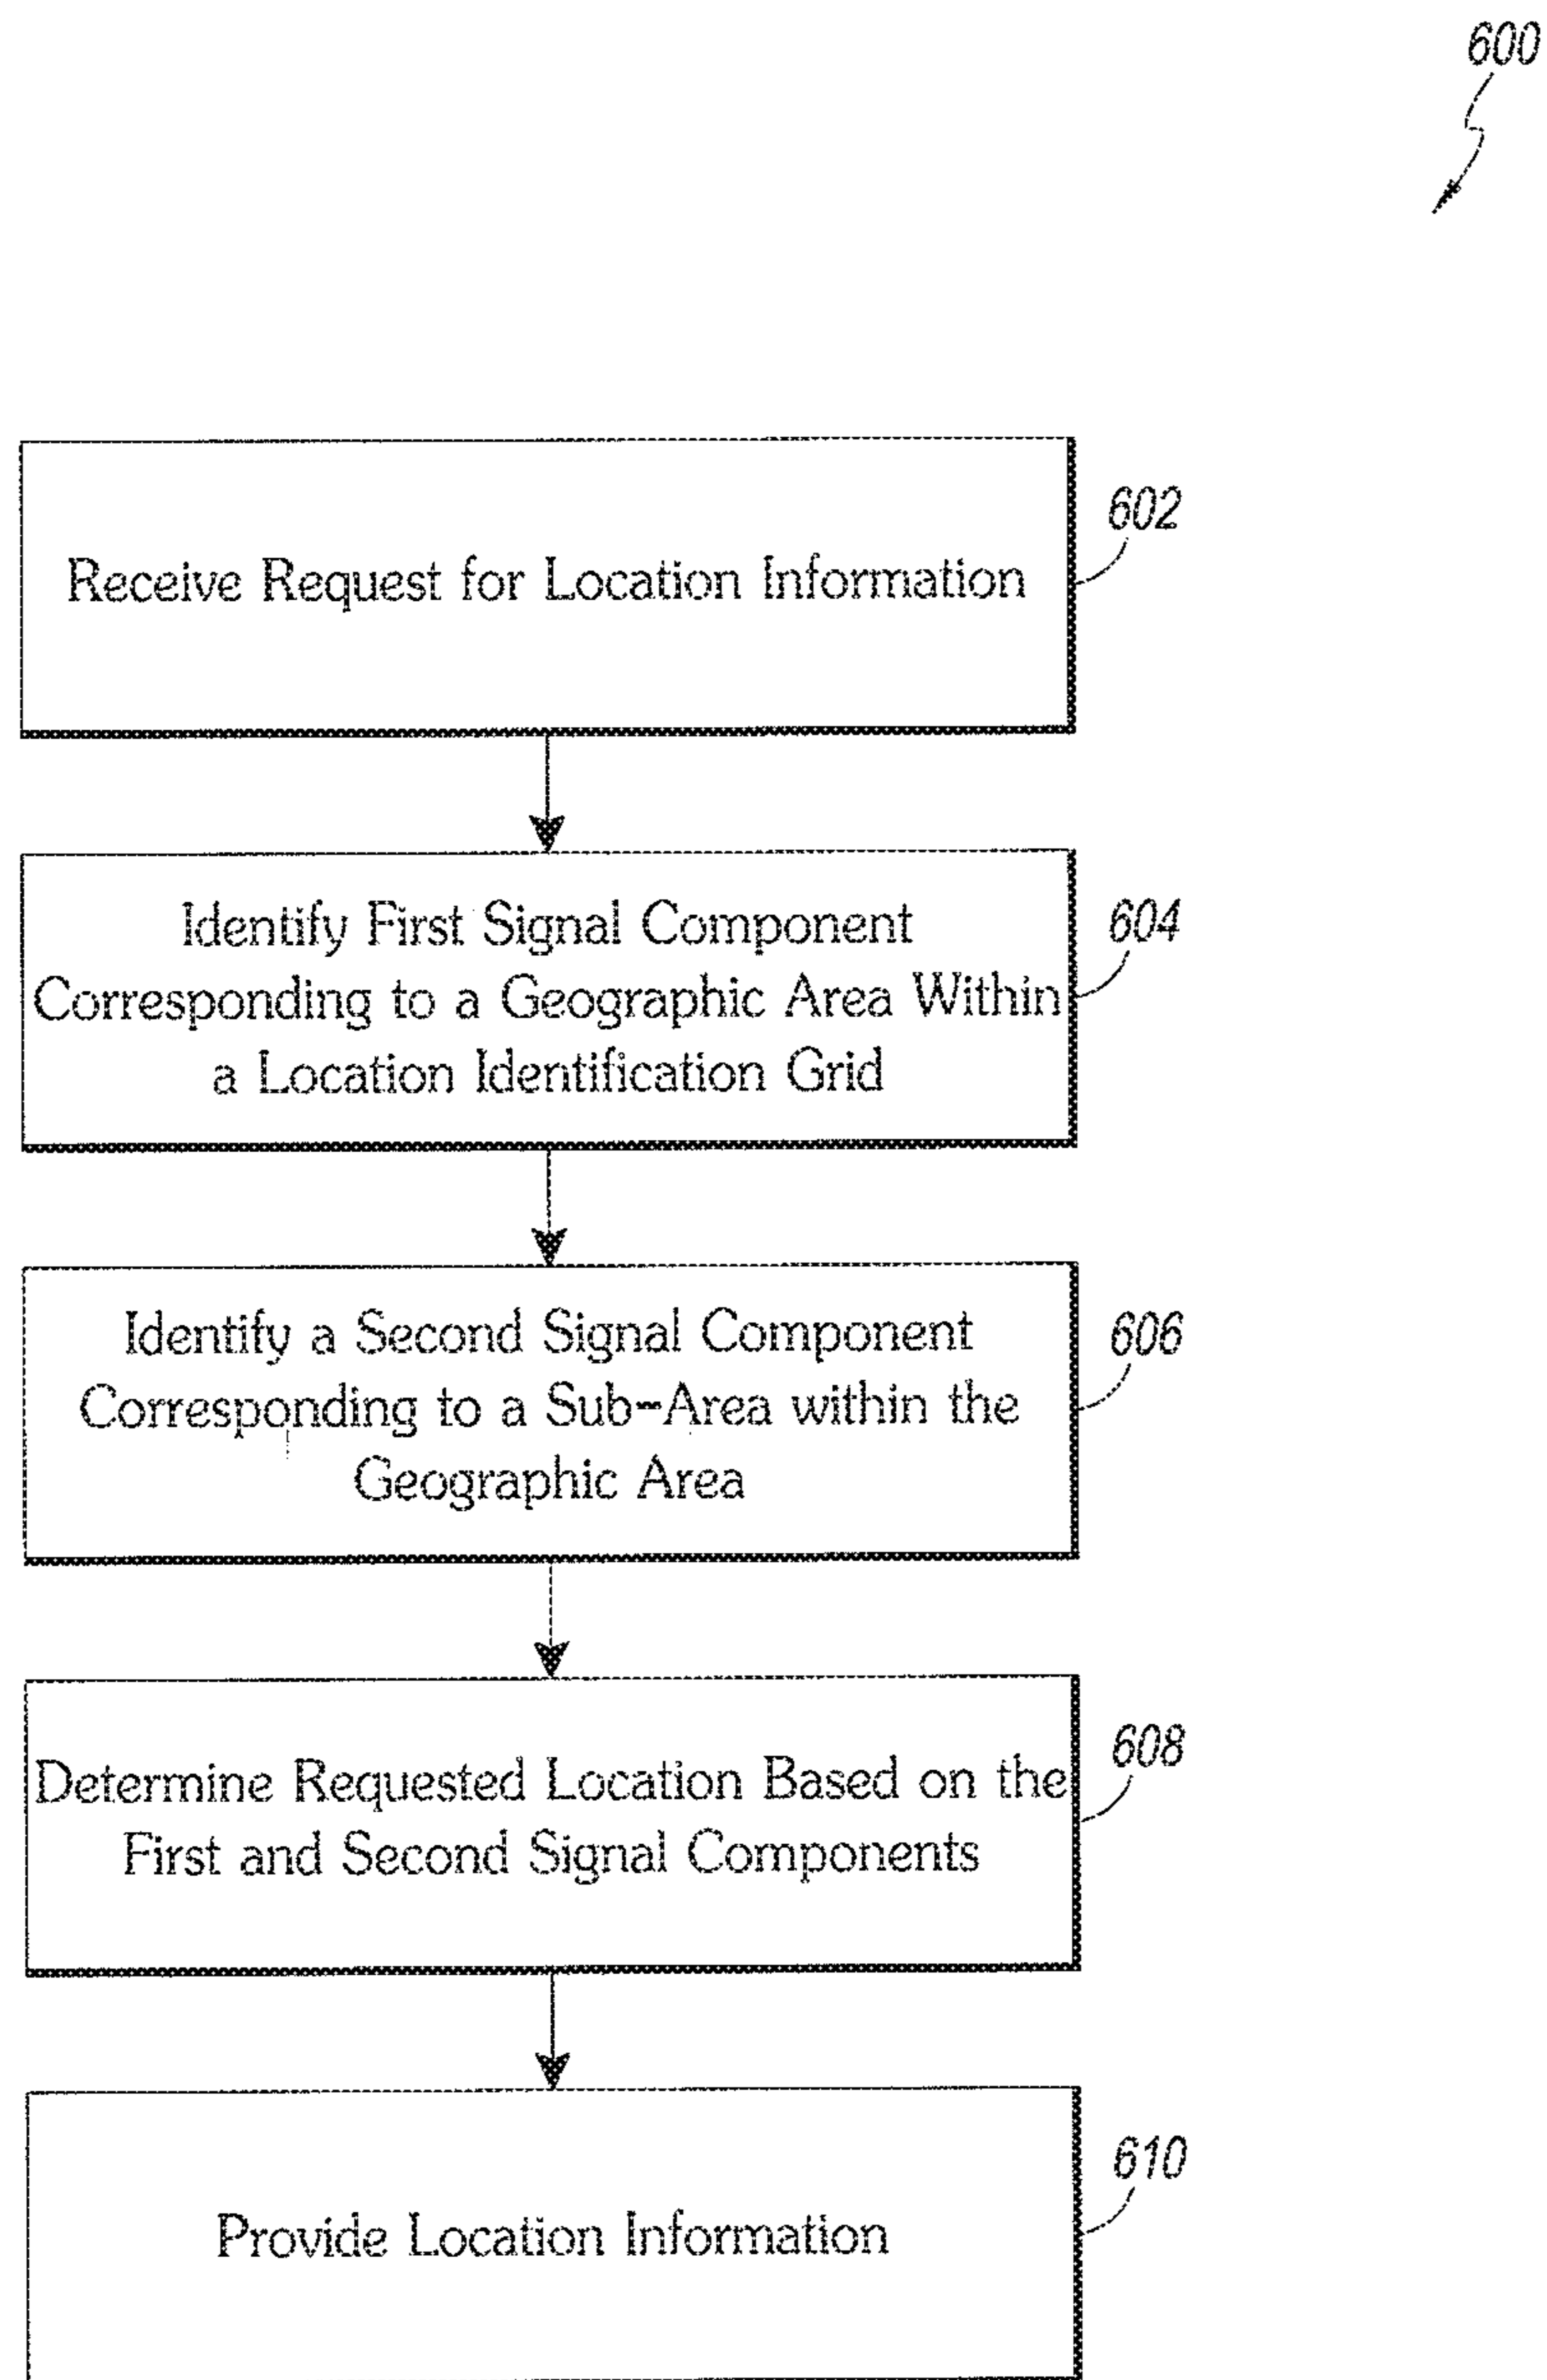 600
Receive Request for Location Information
602
Identify First Signal Component
Corresponding to a Geographic Area Within
a Location Identification Grid
604
Identify a Second Signal Component
Corresponding to a Sub-Area within the
Geographic Area
606
Determine Requested Location Based on the
First and Second Signal Components
608
Provide Location Information
610